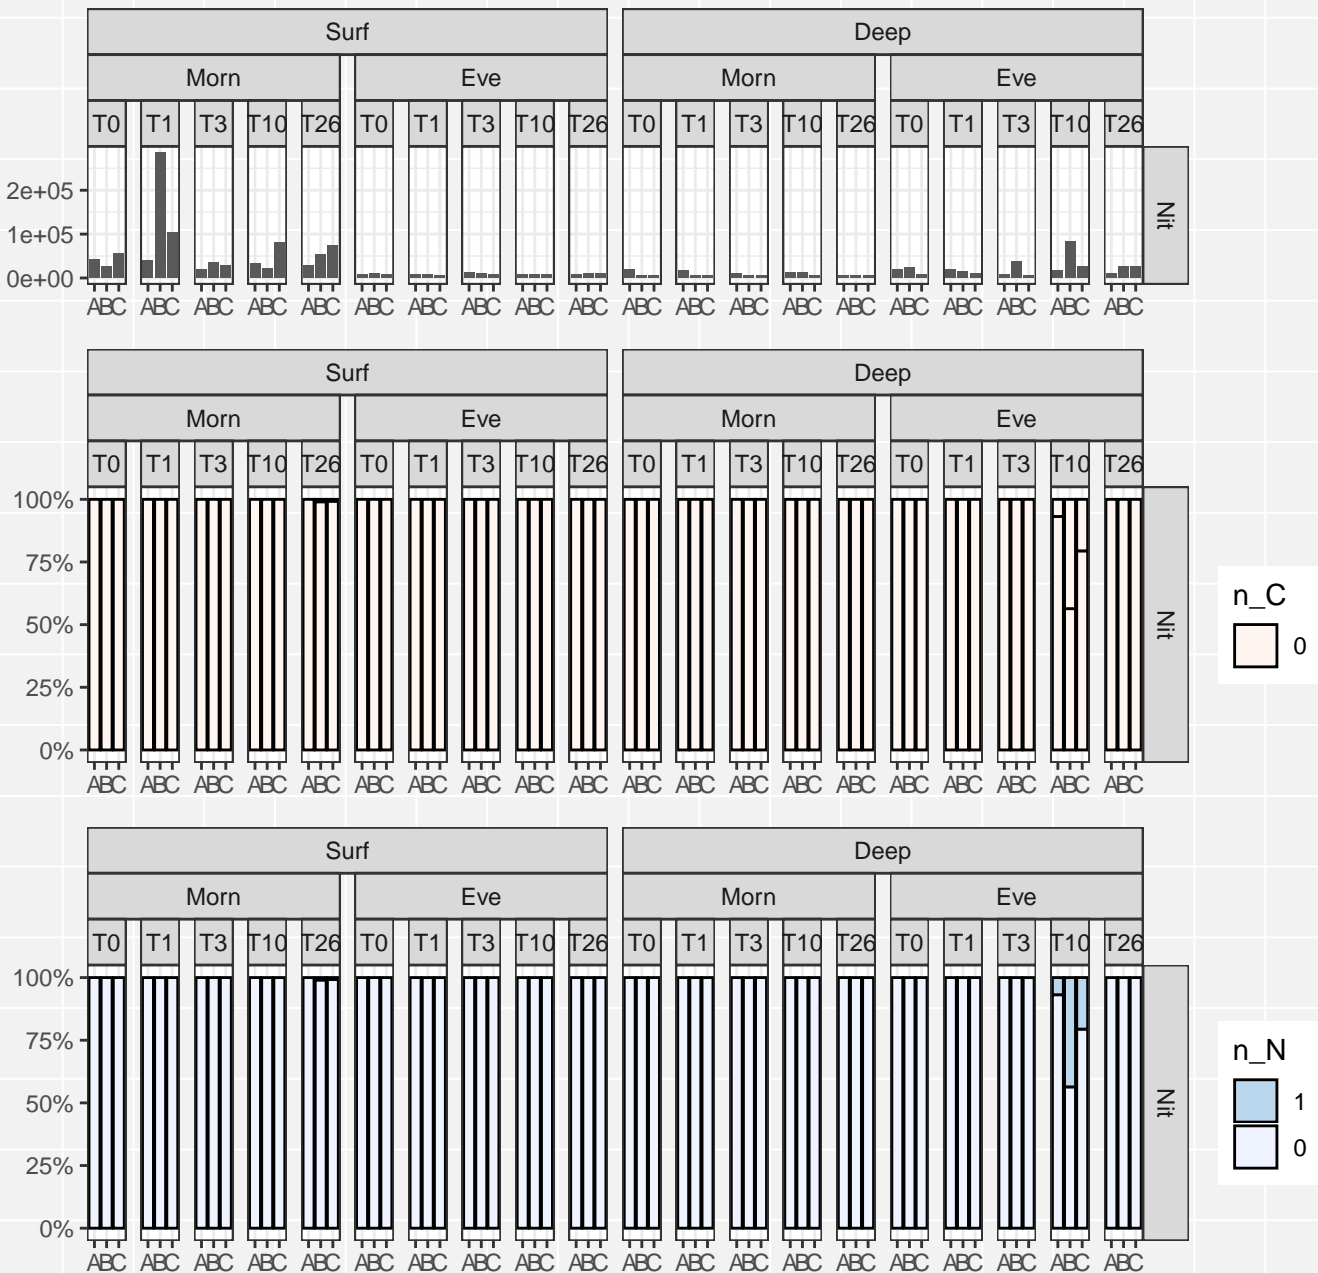 Surf Deep
Morn Eve Morn Eve
T0 T1 T3 T10 T26 T0 T1 T3 T10 T26 T0 T1 T3 T10 T26 T0 T1 T3 T10 T26
2e+05
1e+05
0e+00
Nit
ABC ABC ABC ABC ABC ABC ABC ABC ABC ABC ABC ABC ABC ABC ABC ABC ABC ABC ABC ABC
Surf Deep
Morn Eve Morn Eve
T0 T1 T3 T10 T26 T0 T1 T3 T10 T26 T0 T1 T3 T10 T26 T0 T1 T3 T10 T26
100%
75%
50%
25%
0%
Nit
ABC ABC ABC ABC ABC ABC ABC ABC ABC ABC ABC ABC ABC ABC ABC ABC ABC ABC ABC ABC
n_C
0
Surf Deep
Morn Eve Morn Eve
T0 T1 T3 T10 T26 T0 T1 T3 T10 T26 T0 T1 T3 T10 T26 T0 T1 T3 T10 T26
100%
75%
50%
25%
0%
Nit
ABC ABC ABC ABC ABC ABC ABC ABC ABC ABC ABC ABC ABC ABC ABC ABC ABC ABC ABC ABC
n_N
1
0